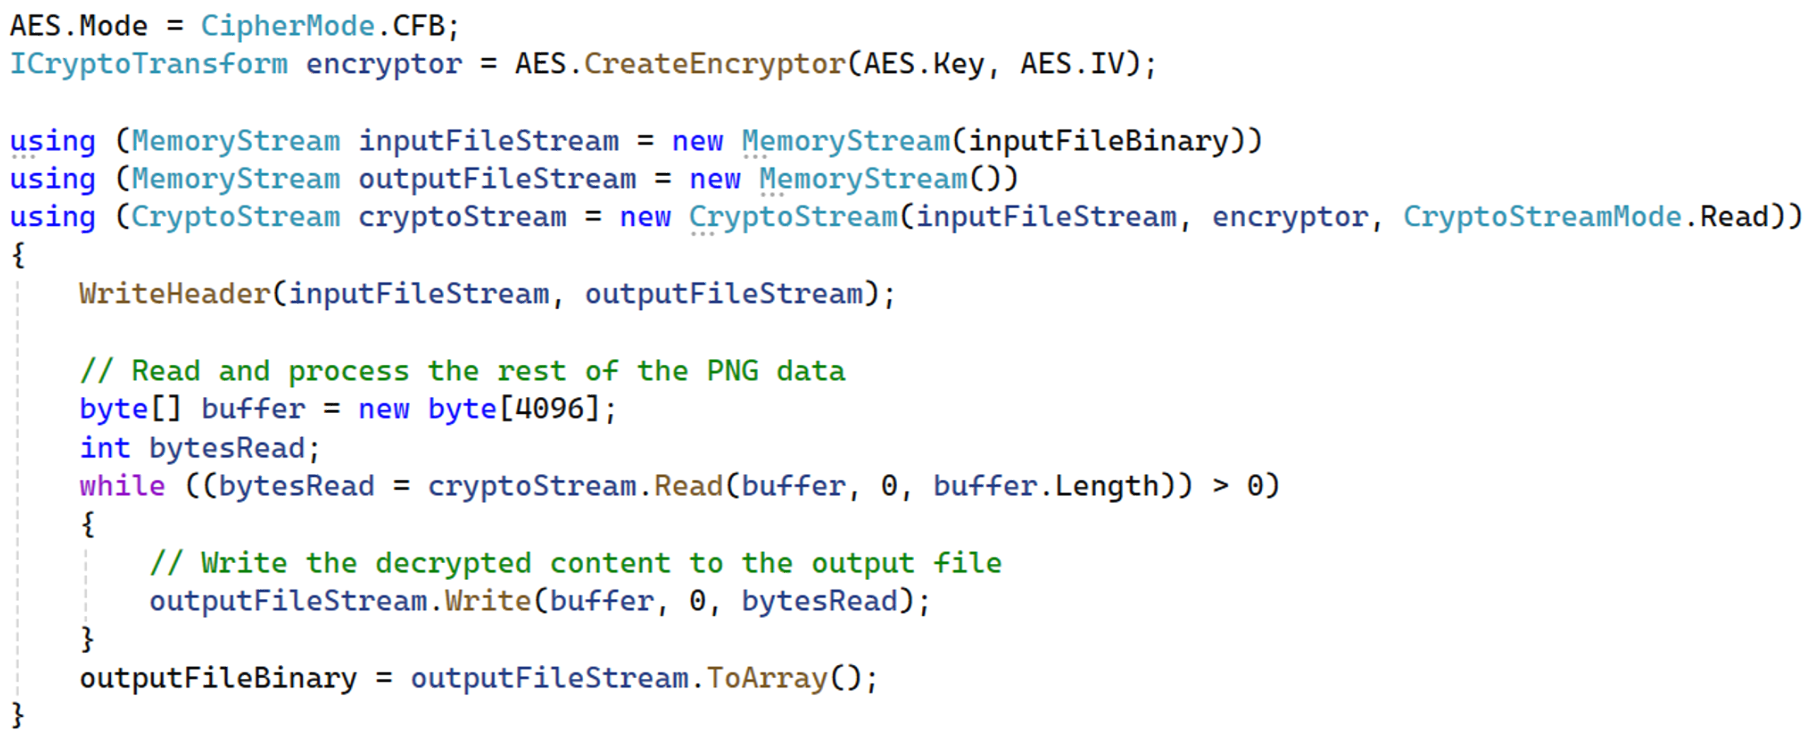 AES.Mode = CipherMode.CFB;
ICryptoTransform encryptor = AES.CreateEncryptor(AES.Key, AES.IV);
using (MemoryStream inputFileStream = new MemoryStream(inputFileBinary))
using (MemoryStream outputFileStream = new MemoryStream())
using (CryptoStream cryptoStream = new CryptoStream(inputFileStream, encryptor, CryptoStreamMode.Read))
{
WriteHeader(inputFileStream, outputFileStream);
// Read and process the rest of the PNG data
byte[] buffer = new byte[4096];
int bytesRead;
while ((bytesRead = cryptoStream.Read(buffer, 0, buffer.Length)) > 0)
{
// Write the decrypted content to the output file
outputFileStream.Write(buffer, 0, bytesRead);
}
outputFileBinary = outputFileStream.ToArray();
}